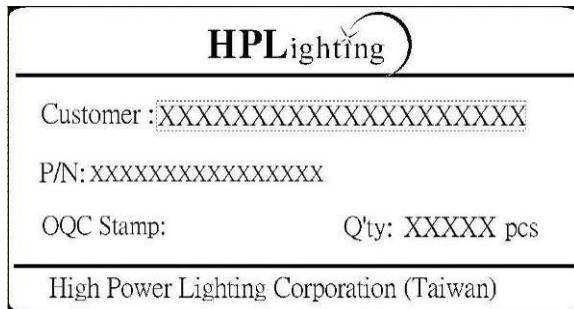 HPLighting
Customer : XXXXXXXXXXXXXXXXXXXX
P/N: XXXXXXXXXXXXXXXX
OQC Stamp: Q'ty: XXXXX pcs
High Power Lighting Corporation (Taiwan)